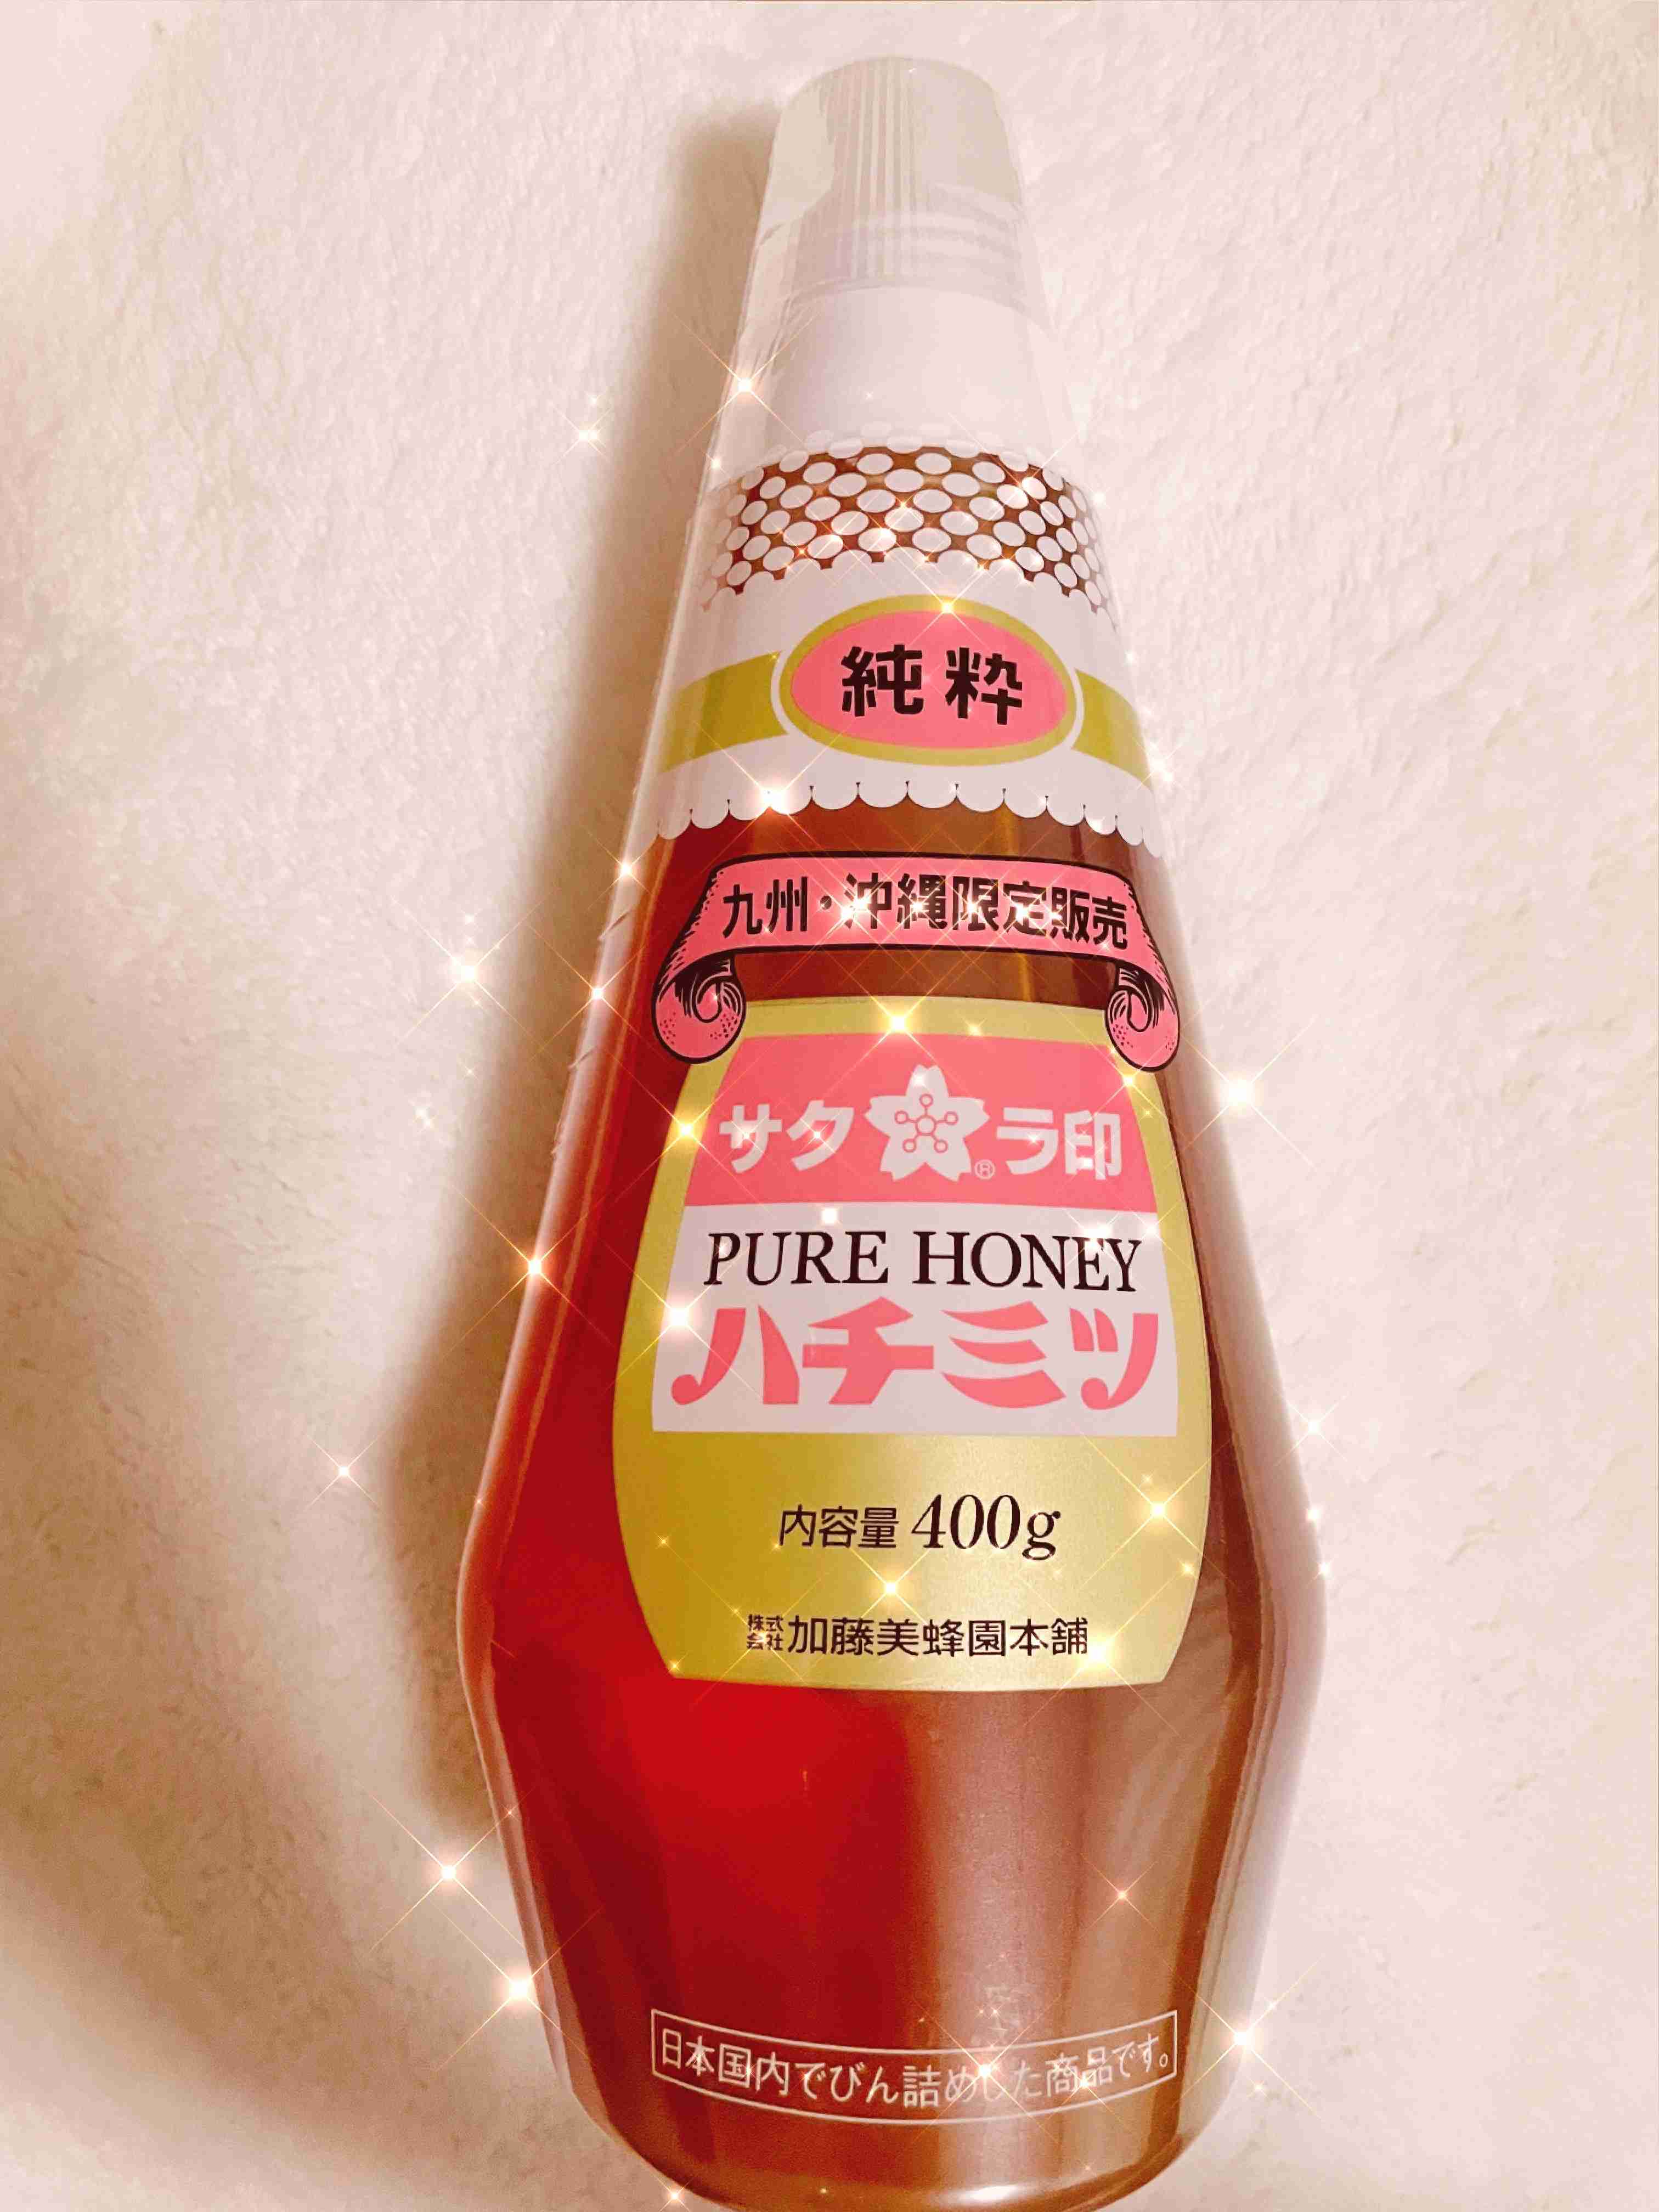 純粋
九州・沖縄限定販売
サクラ印
®
PURE HONEY
ハチミツ
内容量 400g
株式会社 加藤美蜂園本舗
日本国内でびん詰めした商品です。